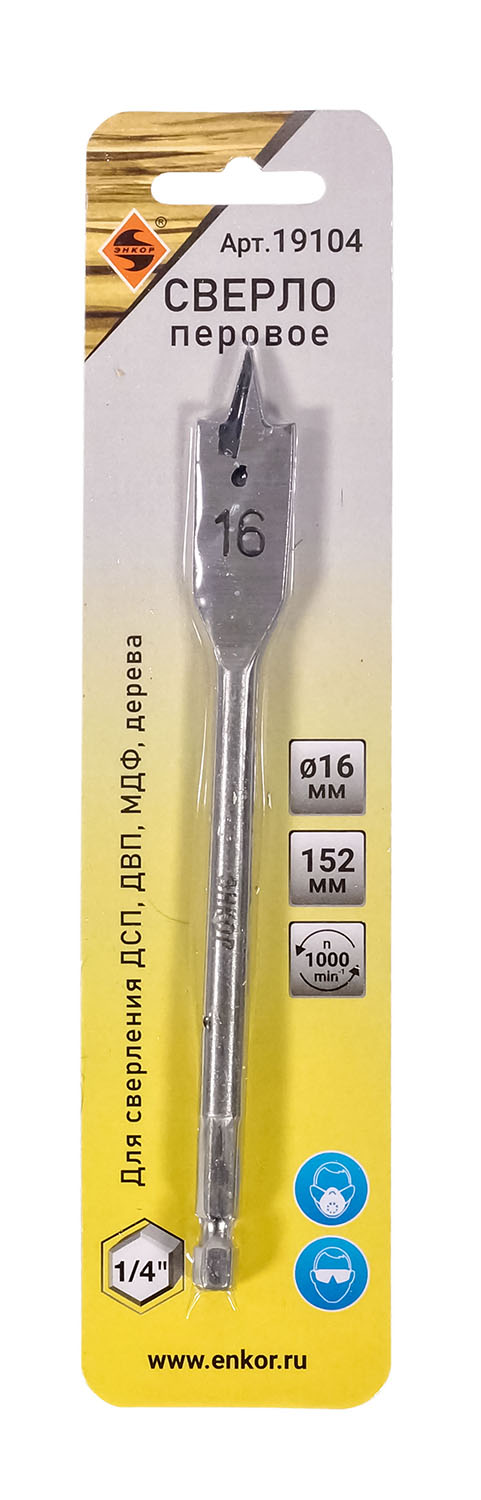 ЭНКОР
®
Арт.19104
СВЕРЛО
перовое
16
Для сверления ДСП, ДВП, МДФ, дерева
ø16
ММ
152
ММ
n
1000
min⁻¹
ЭНКОР
1/4"
www.enkor.ru